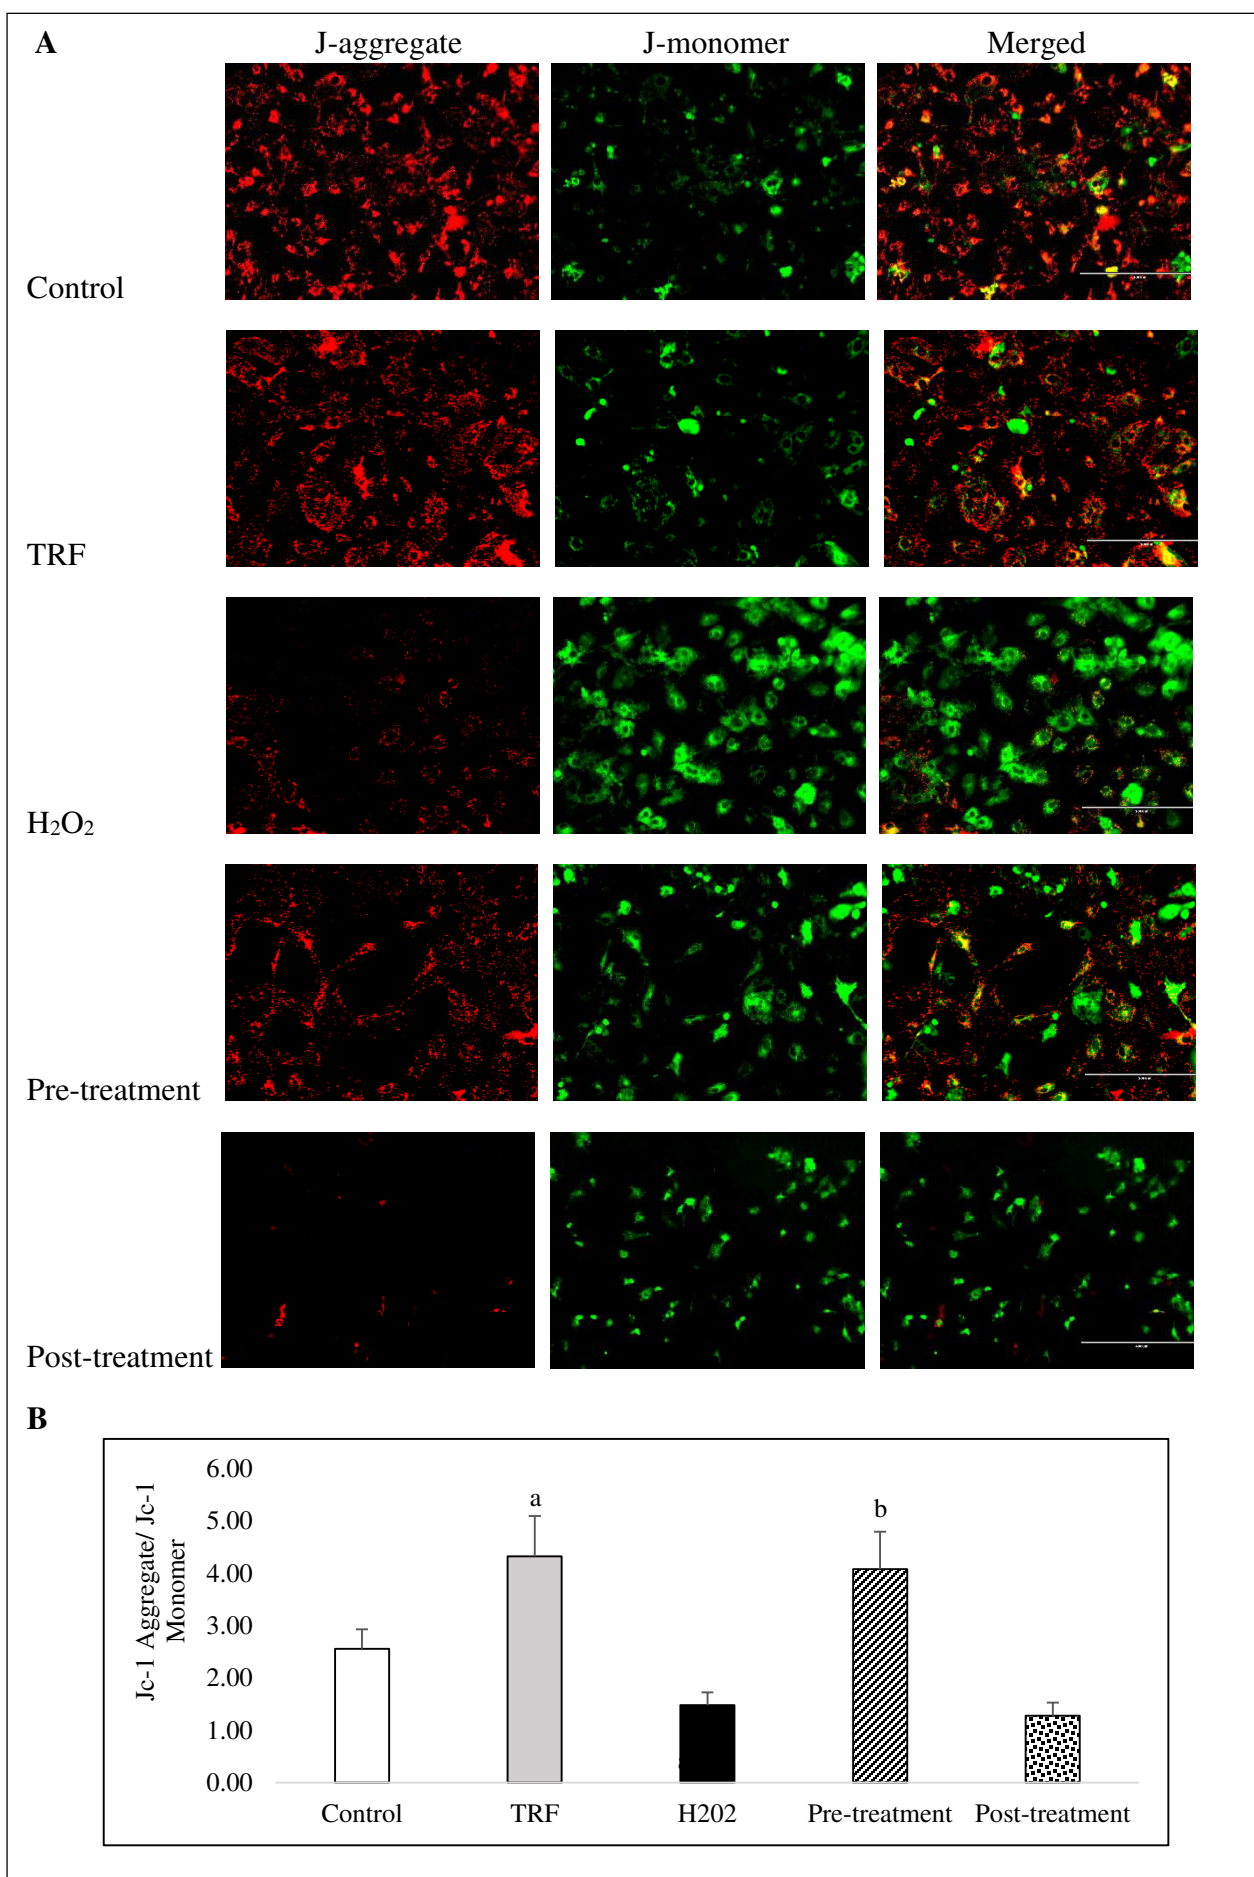 A
J-aggregate J-monomer Merged
Control
TRF
H2O2
Pre-treatment
Post-treatment
B
Jc-1 Aggregate/ Jc-1
Monomer
6.00
5.00
4.00
3.00
2.00
1.00
0.00
a
b
Control TRF H202 Pre-treatment Post-treatment